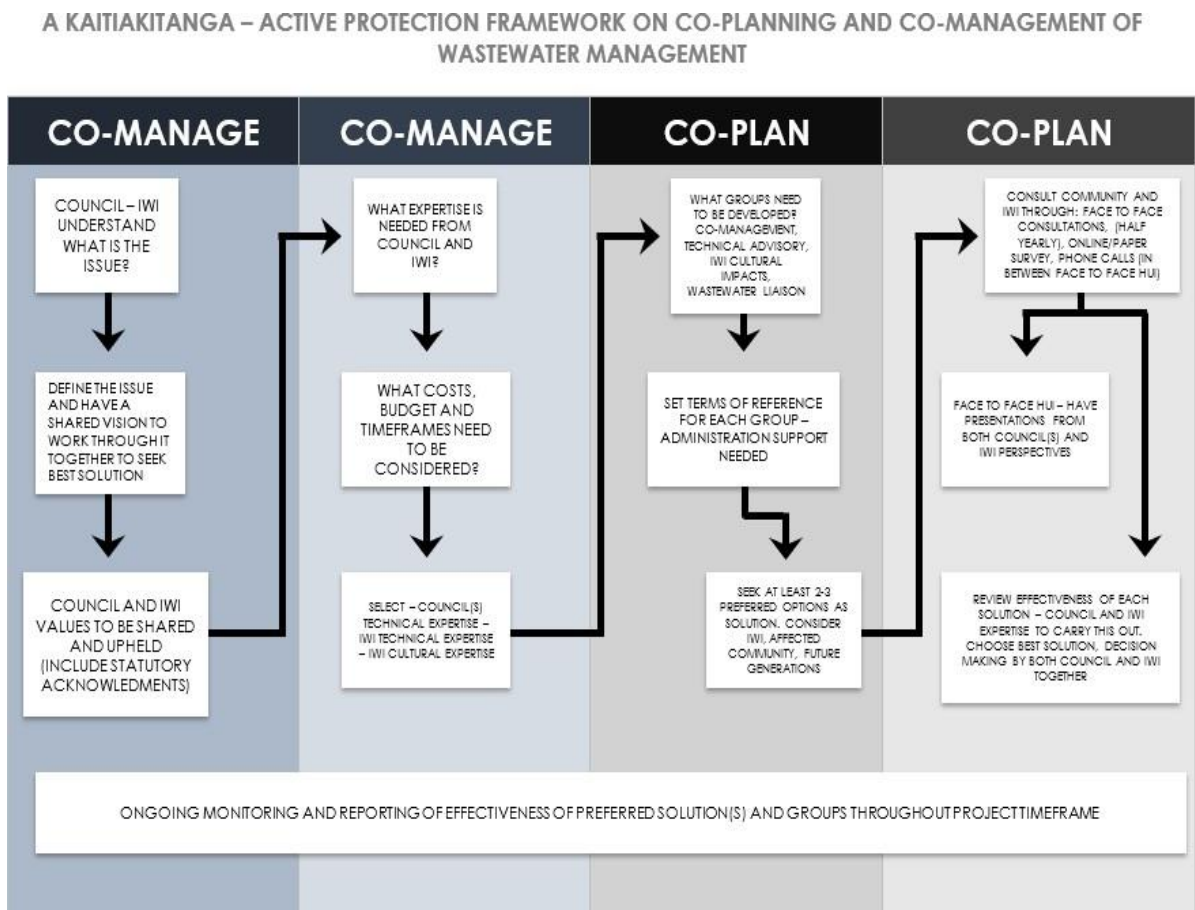 A KAITIAKITANGA – ACTIVE PROTECTION FRAMEWORK ON CO-PLANNING AND CO-MANAGEMENT OF
WASTEWATER MANAGEMENT
CO-MANAGE
COUNCIL – IWI
UNDERSTAND
WHAT IS THE
ISSUE?
DEFINE THE ISSUE
AND HAVE A
SHARED VISION TO
WORK THROUGH IT
TOGETHER TO SEEK
BEST SOLUTION
COUNCIL AND IWI
VALUES TO BE SHARED
AND UPHELD
(INCLUDE STATUTORY
ACKNOWLEDMENTS)
CO-MANAGE
WHAT EXPERTISE IS
NEEDED FROM
COUNCIL AND
IWI?
WHAT COSTS,
BUDGET AND
TIMEFRAMES NEED
TO BE
CONSIDERED?
SELECT – COUNCIL(S)
TECHNICAL EXPERTISE –
IWI TECHNICAL EXPERTISE
– IWI CULTURAL EXPERTISE
CO-PLAN
WHAT GROUPS NEED
TO BE DEVELOPED?
CO-MANAGEMENT,
TECHNICAL ADVISORY,
IWI CULTURAL
IMPACTS,
WASTEWATER LIAISON
SET TERMS OF REFERENCE
FOR EACH GROUP –
ADMINISTRATION SUPPORT
NEEDED
SEEK AT LEAST 2-3
PREFERRED OPTIONS AS
SOLUTION. CONSIDER
IWI, AFFECTED
COMMUNITY, FUTURE
GENERATIONS
CO-PLAN
CONSULT COMMUNITY AND
IWI THROUGH: FACE TO FACE
CONSULTATIONS, (HALF
YEARLY), ONLINE/PAPER
SURVEY, PHONE CALLS (IN
BETWEEN FACE TO FACE HUI)
FACE TO FACE HUI – HAVE
PRESENTATIONS FROM
BOTH COUNCIL(S) AND
IWI PERSPECTIVES
REVIEW EFFECTIVENESS OF EACH
SOLUTION – COUNCIL AND IWI
EXPERTISE TO CARRY THIS OUT.
CHOOSE BEST SOLUTION, DECISION
MAKING BY BOTH COUNCIL AND IWI
TOGETHER
ONGOING MONITORING AND REPORTING OF EFFECTIVENESS OF PREFERRED SOLUTION(S) AND GROUPS THROUGHOUT PROJECT TIMEFRAME